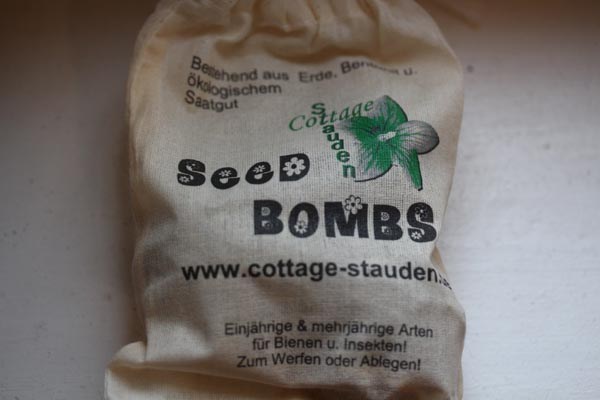 Bestehend aus Erde, Bentonit u.
ökologischem
Saatgut
Cottage
Stauden
SeeD
BOMBS
www.cottage-stauden.
Einjährige & mehrjährige Arten
für Bienen u. Insekten!
Zum Werfen oder Ablegen!